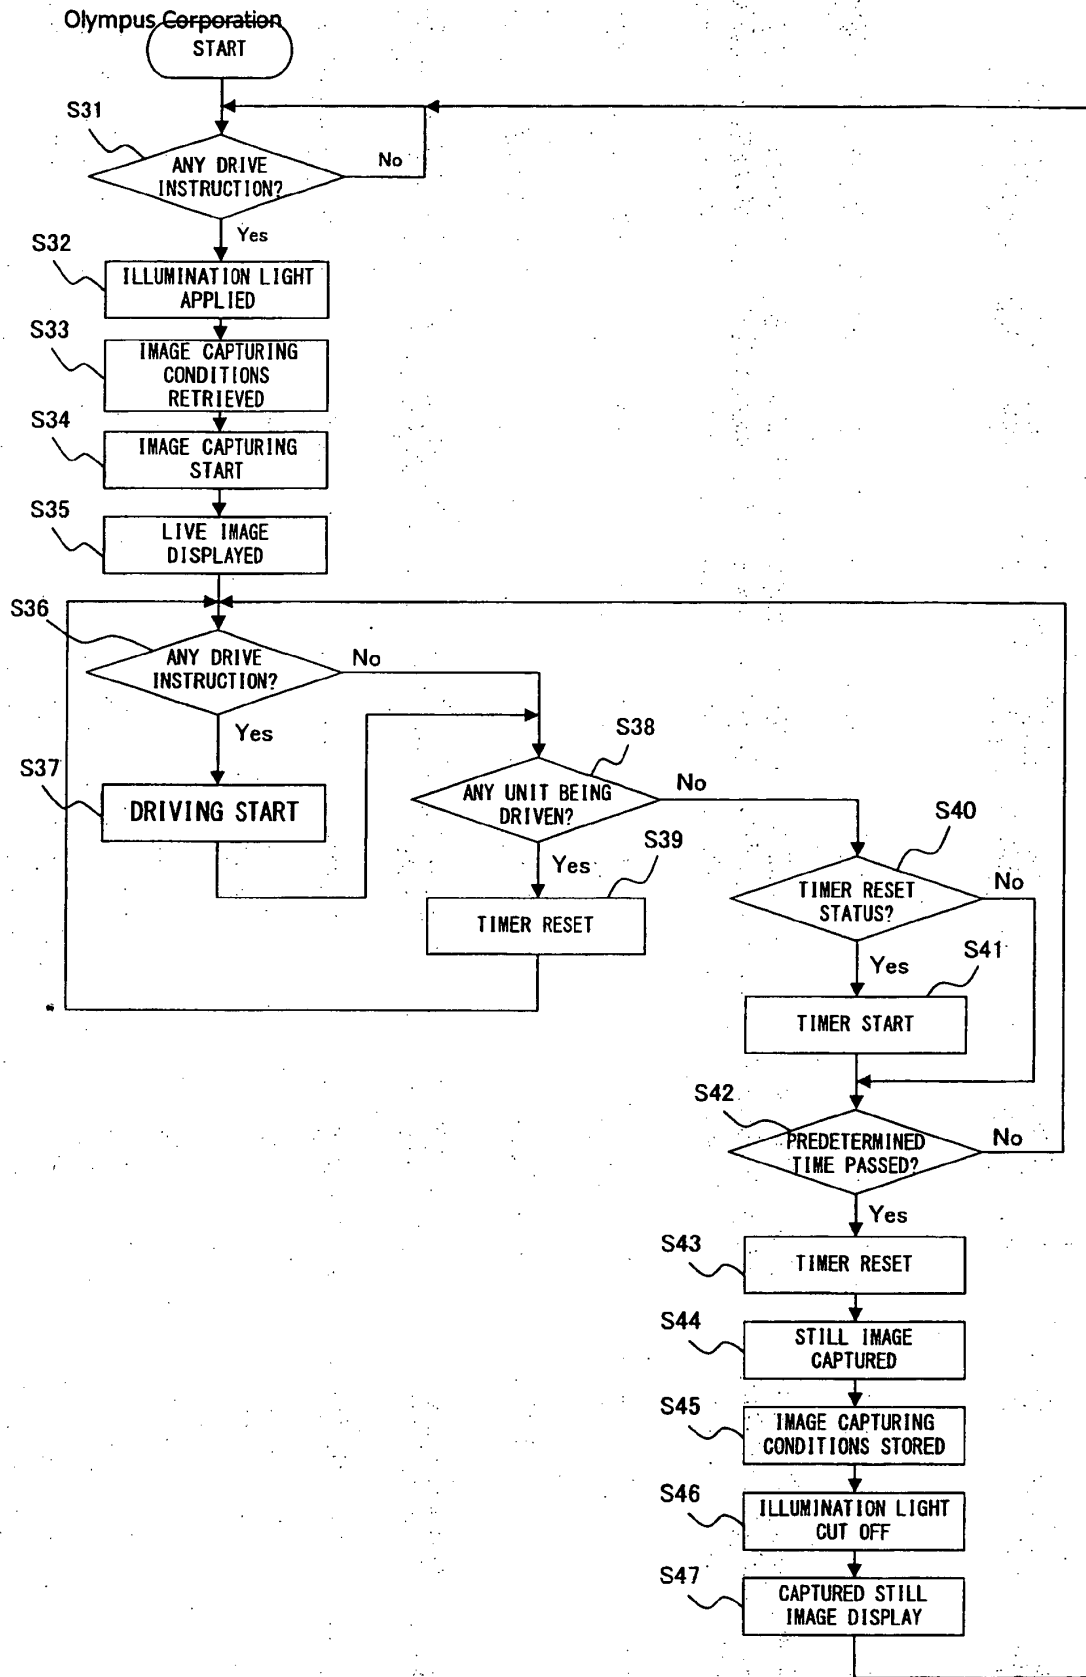 Olympus Corporation
START
S31
ANY DRIVE
INSTRUCTION?
No
Yes
S32
ILLUMINATION LIGHT
APPLIED
S33
IMAGE CAPTURING
CONDITIONS
RETRIEVED
S34
IMAGE CAPTURING
START
S35
LIVE IMAGE
DISPLAYED
S36
ANY DRIVE
INSTRUCTION?
No
Yes
S37
DRIVING START
S38
ANY UNIT BEING
DRIVEN?
No
Yes
S39
TIMER RESET
S40
TIMER RESET
STATUS?
No
Yes
S41
TIMER START
S42
PREDETERMINED
TIME PASSED?
No
Yes
S43
TIMER RESET
S44
STILL IMAGE
CAPTURED
S45
IMAGE CAPTURING
CONDITIONS STORED
S46
ILLUMINATION LIGHT
CUT OFF
S47
CAPTURED STILL
IMAGE DISPLAY